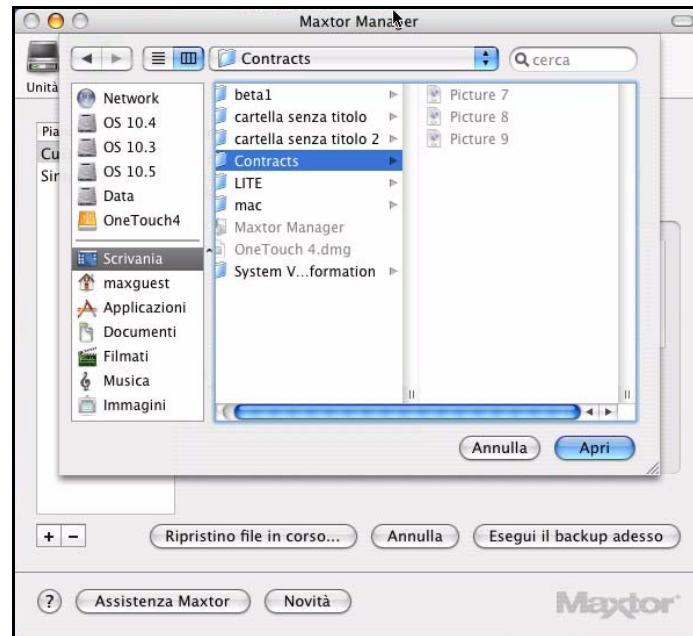 Maxtor Manager
Contracts
cerca
Unità
Network
OS 10.4
OS 10.3
OS 10.5
Data
OneTouch4
Scrivania
maxguest
Applicazioni
Documenti
Filmati
Musica
Immagini
beta1
cartella senza titolo
cartella senza titolo 2
Contracts
LITE
mac
Maxtor Manager
OneTouch 4.dmg
System V...formation
Picture 7
Picture 8
Picture 9
Pia
Cu
Sir
Annulla
Apri
+ −
Ripristino file in corso...
Annulla
Esegui il backup adesso
?
Assistenza Maxtor
Novità
Maxtor